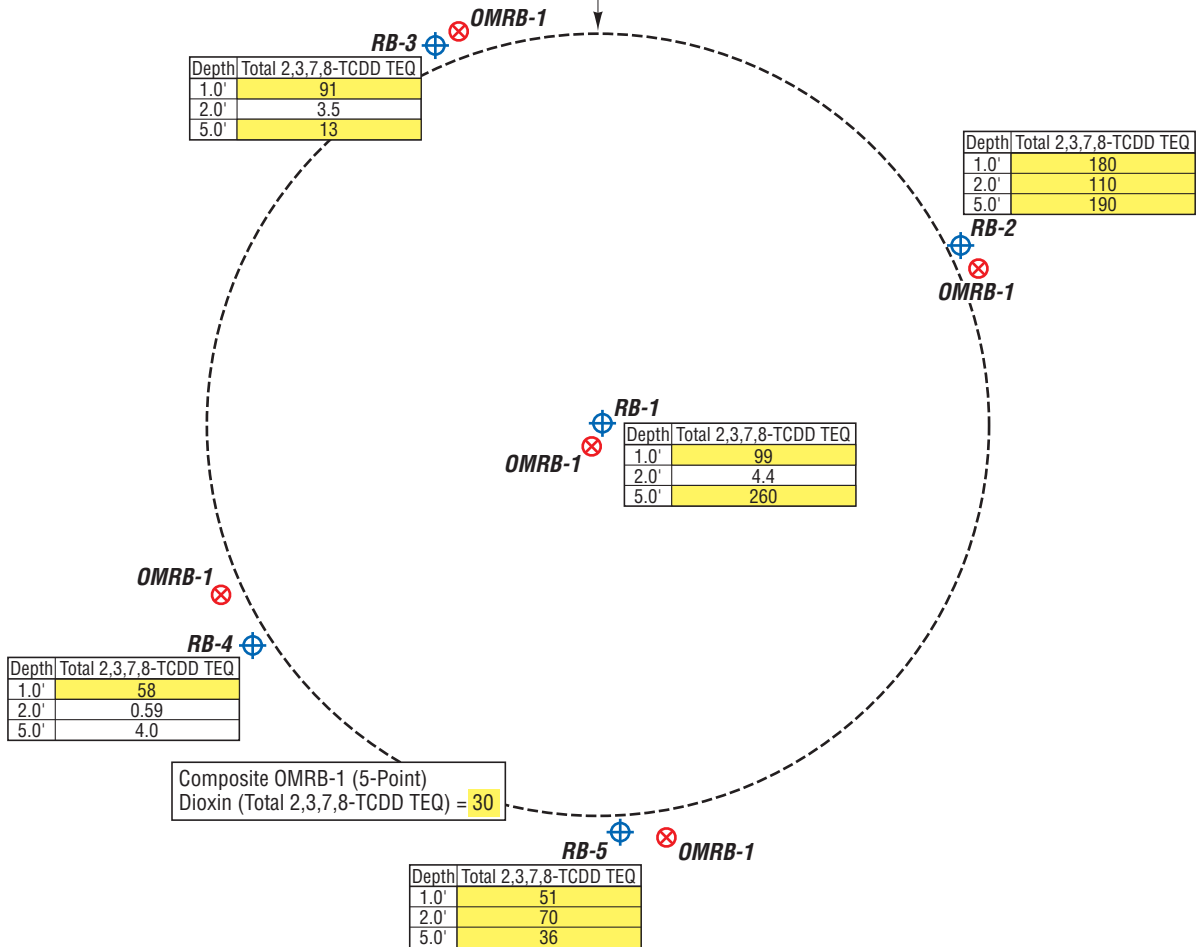 OMRB-1
RB-3
Depth Total 2,3,7,8-TCDD TEQ
1.0' 91
2.0' 3.5
5.0' 13
Depth Total 2,3,7,8-TCDD TEQ
1.0' 180
2.0' 110
5.0' 190
RB-2
OMRB-1
RB-1
OMRB-1
Depth Total 2,3,7,8-TCDD TEQ
1.0' 99
2.0' 4.4
5.0' 260
OMRB-1
RB-4
Depth Total 2,3,7,8-TCDD TEQ
1.0' 58
2.0' 0.59
5.0' 4.0
Composite OMRB-1 (5-Point)
Dioxin (Total 2,3,7,8-TCDD TEQ) = 30
RB-5
OMRB-1
Depth Total 2,3,7,8-TCDD TEQ
1.0' 51
2.0' 70
5.0' 36